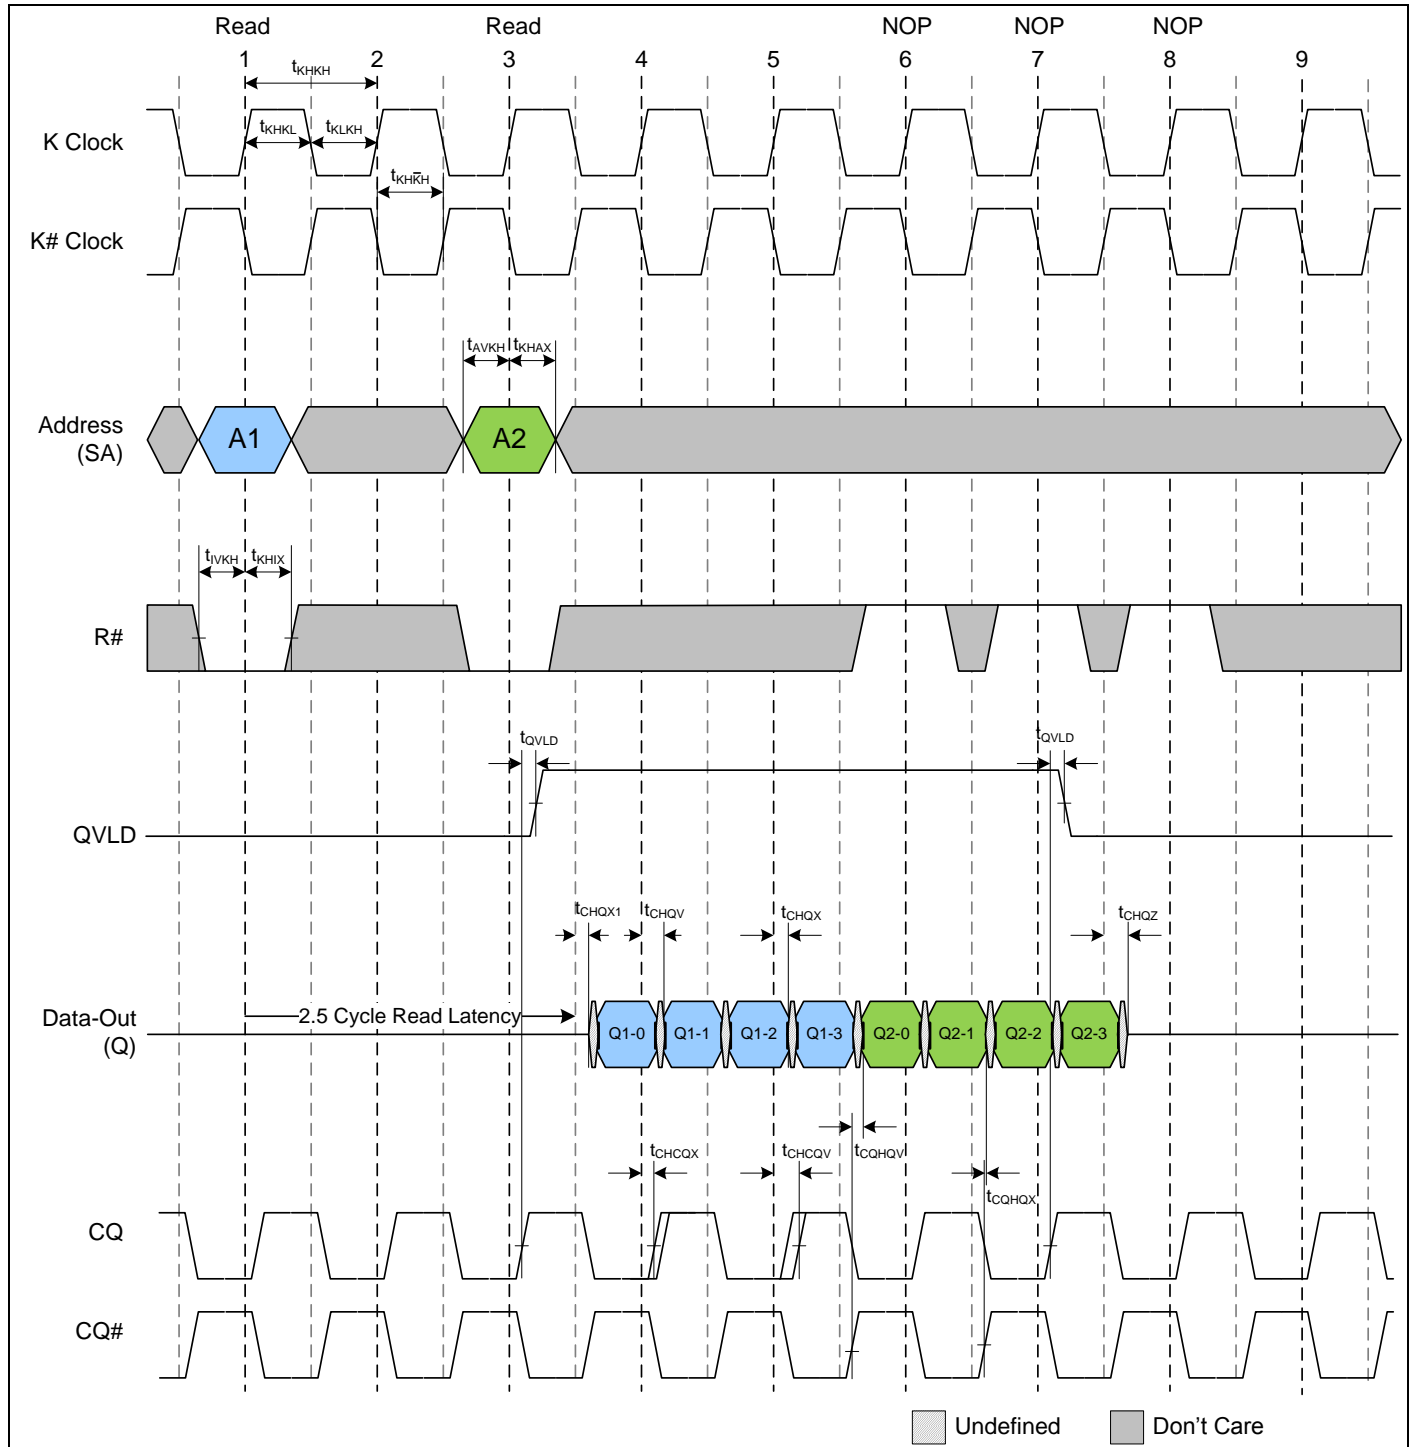 Read Read NOP NOP NOP
1 2 3 4 5 6 7 8 9
tKHKH
K Clock
tKHKL tKLKH
tKHK̅H
K# Clock
tAVKH tKHAX
Address
(SA)
A1 A2
tIVKH tKHIX
R#
tQVLD tQVLD
QVLD
tCHQX1 tCHQV tCHQX tCHQZ
Data-Out
(Q)
2.5 Cycle Read Latency
Q1-0 Q1-1 Q1-2 Q1-3 Q2-0 Q2-1 Q2-2 Q2-3
tCHCQX tCHCQV tCQHQV
tCQHQX
CQ
CQ#
Undefined Don't Care